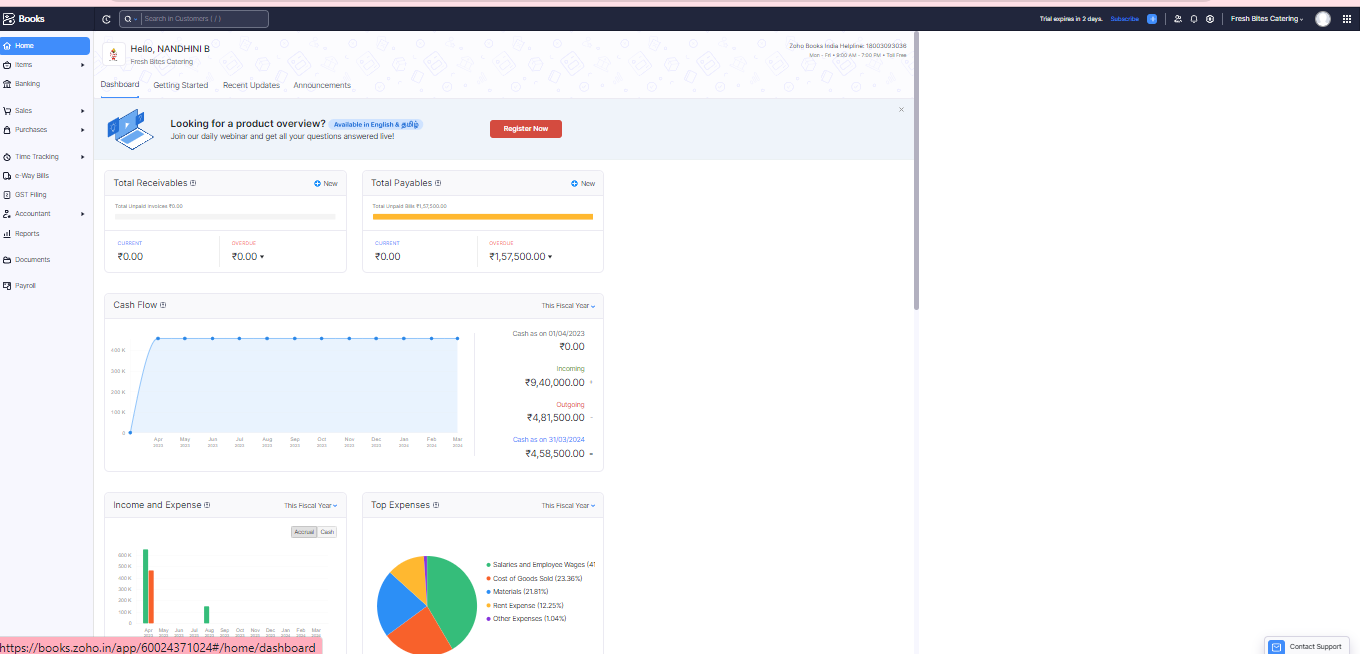 Books
Search in Customers ( / )
Trial expires in 2 days. Subscribe
Fresh Bites Catering
Home
Items
Banking
Sales
Purchases
Time Tracking
e-Way Bills
GST Filing
Accountant
Reports
Documents
Payroll
Hello, NANDHINI B
Fresh Bites Catering
Zoho Books India Helpline: 18003093036
Mon - Fri • 9:00 AM - 7:00 PM • Toll Free
Dashboard Getting Started Recent Updates Announcements
Looking for a product overview? Available in English & தமிழ்
Join our daily webinar and get all your questions answered live!
Register Now
Total Receivables New
Total Unpaid Invoices ₹0.00
CURRENT OVERDUE
₹0.00 ₹0.00
Total Payables New
Total Unpaid Bills ₹1,57,500.00
CURRENT OVERDUE
₹0.00 ₹1,57,500.00
Cash Flow This Fiscal Year
400 K
300 K
200 K
100 K
0
Apr May Jun Jul Aug Sep Oct Nov Dec Jan Feb Mar
2023 2023 2023 2023 2023 2023 2023 2023 2023 2024 2024 2024
Cash as on 01/04/2023
₹0.00
Incoming
₹9,40,000.00 +
Outgoing
₹4,81,500.00 -
Cash as on 31/03/2024
₹4,58,500.00 =
Income and Expense This Fiscal Year
Accrual Cash
600 K
500 K
400 K
300 K
200 K
100 K
0
Apr May Jun Jul Aug Sep Oct Nov Dec Jan Feb Mar
Top Expenses This Fiscal Year
Salaries and Employee Wages (41
Cost of Goods Sold (23.36%)
Materials (21.81%)
Rent Expense (12.25%)
Other Expenses (1.04%)
https://books.zoho.in/app/60024371024#/home/dashboard
Contact Support